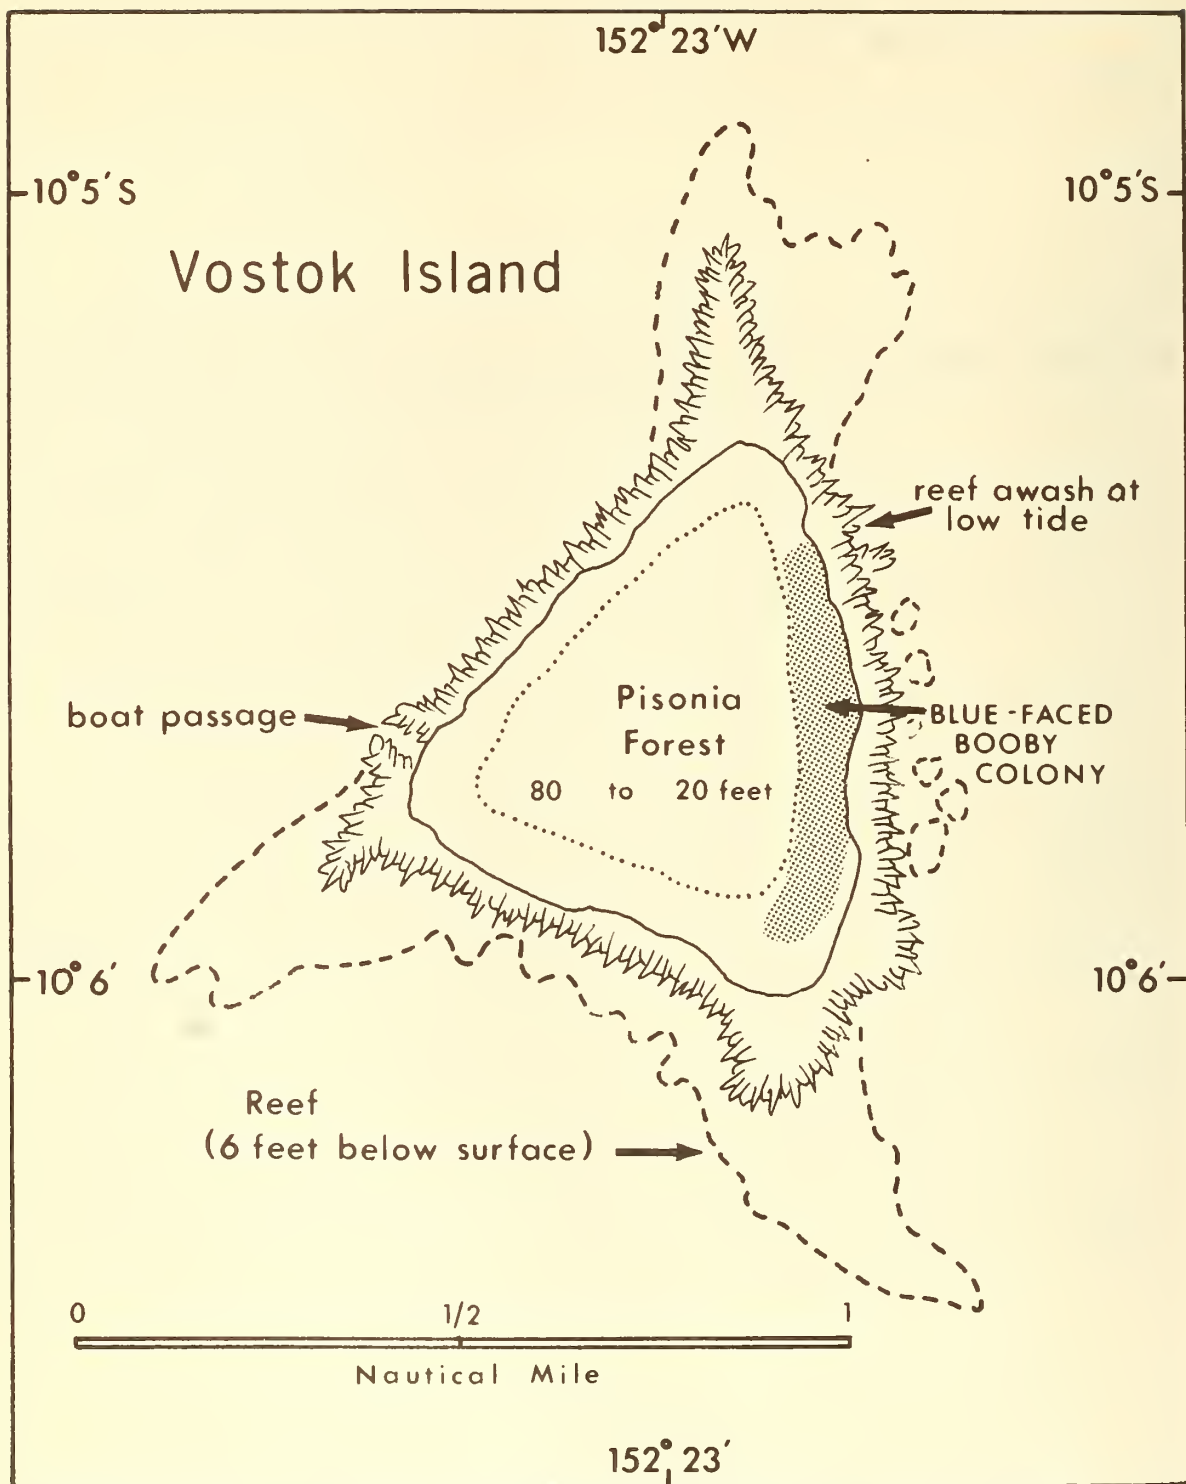 152° 23'W
10° 5' S
10° 5'S
Vostok Island
reef awash at
low tide
boat passage
Pisonia
Forest
80 to 20 feet
BLUE-FACED
BOOBY
COLONY
10° 6'
10° 6'
Reef
(6 feet below surface)
0 1/2 1
Nautical Mile
152° 23'